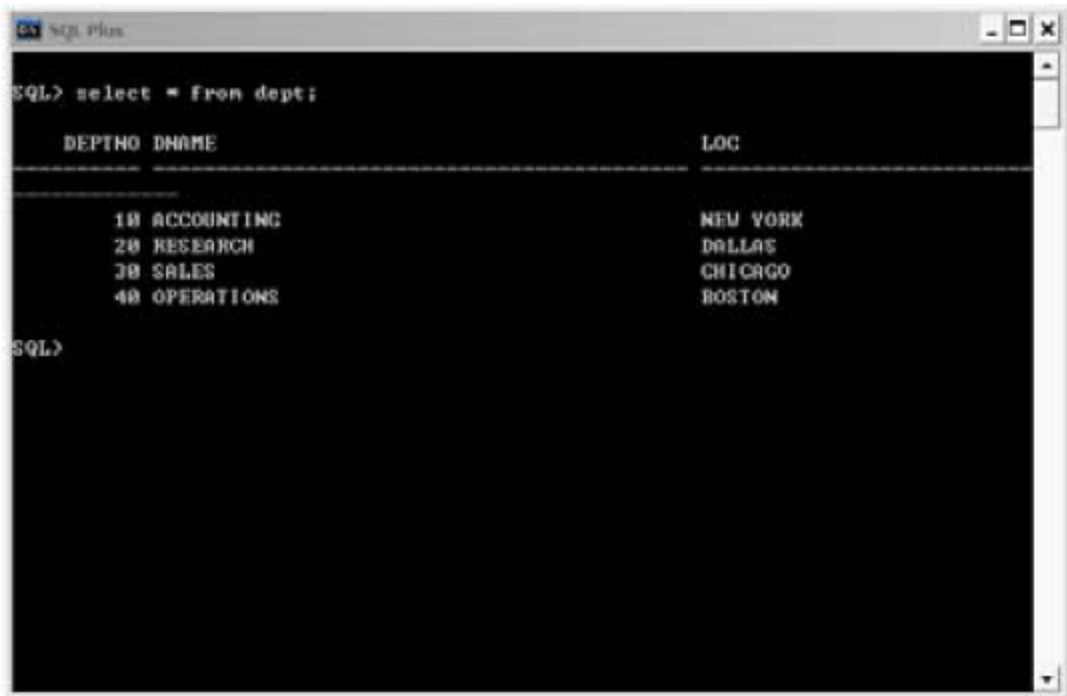 SQL Plus
SQL> select * from dept;
DEPTNO DNAME LOC
---------- ------------------------------------------ --------------------------
-------------
10 ACCOUNTING NEW YORK
20 RESEARCH DALLAS
30 SALES CHICAGO
40 OPERATIONS BOSTON
SQL>